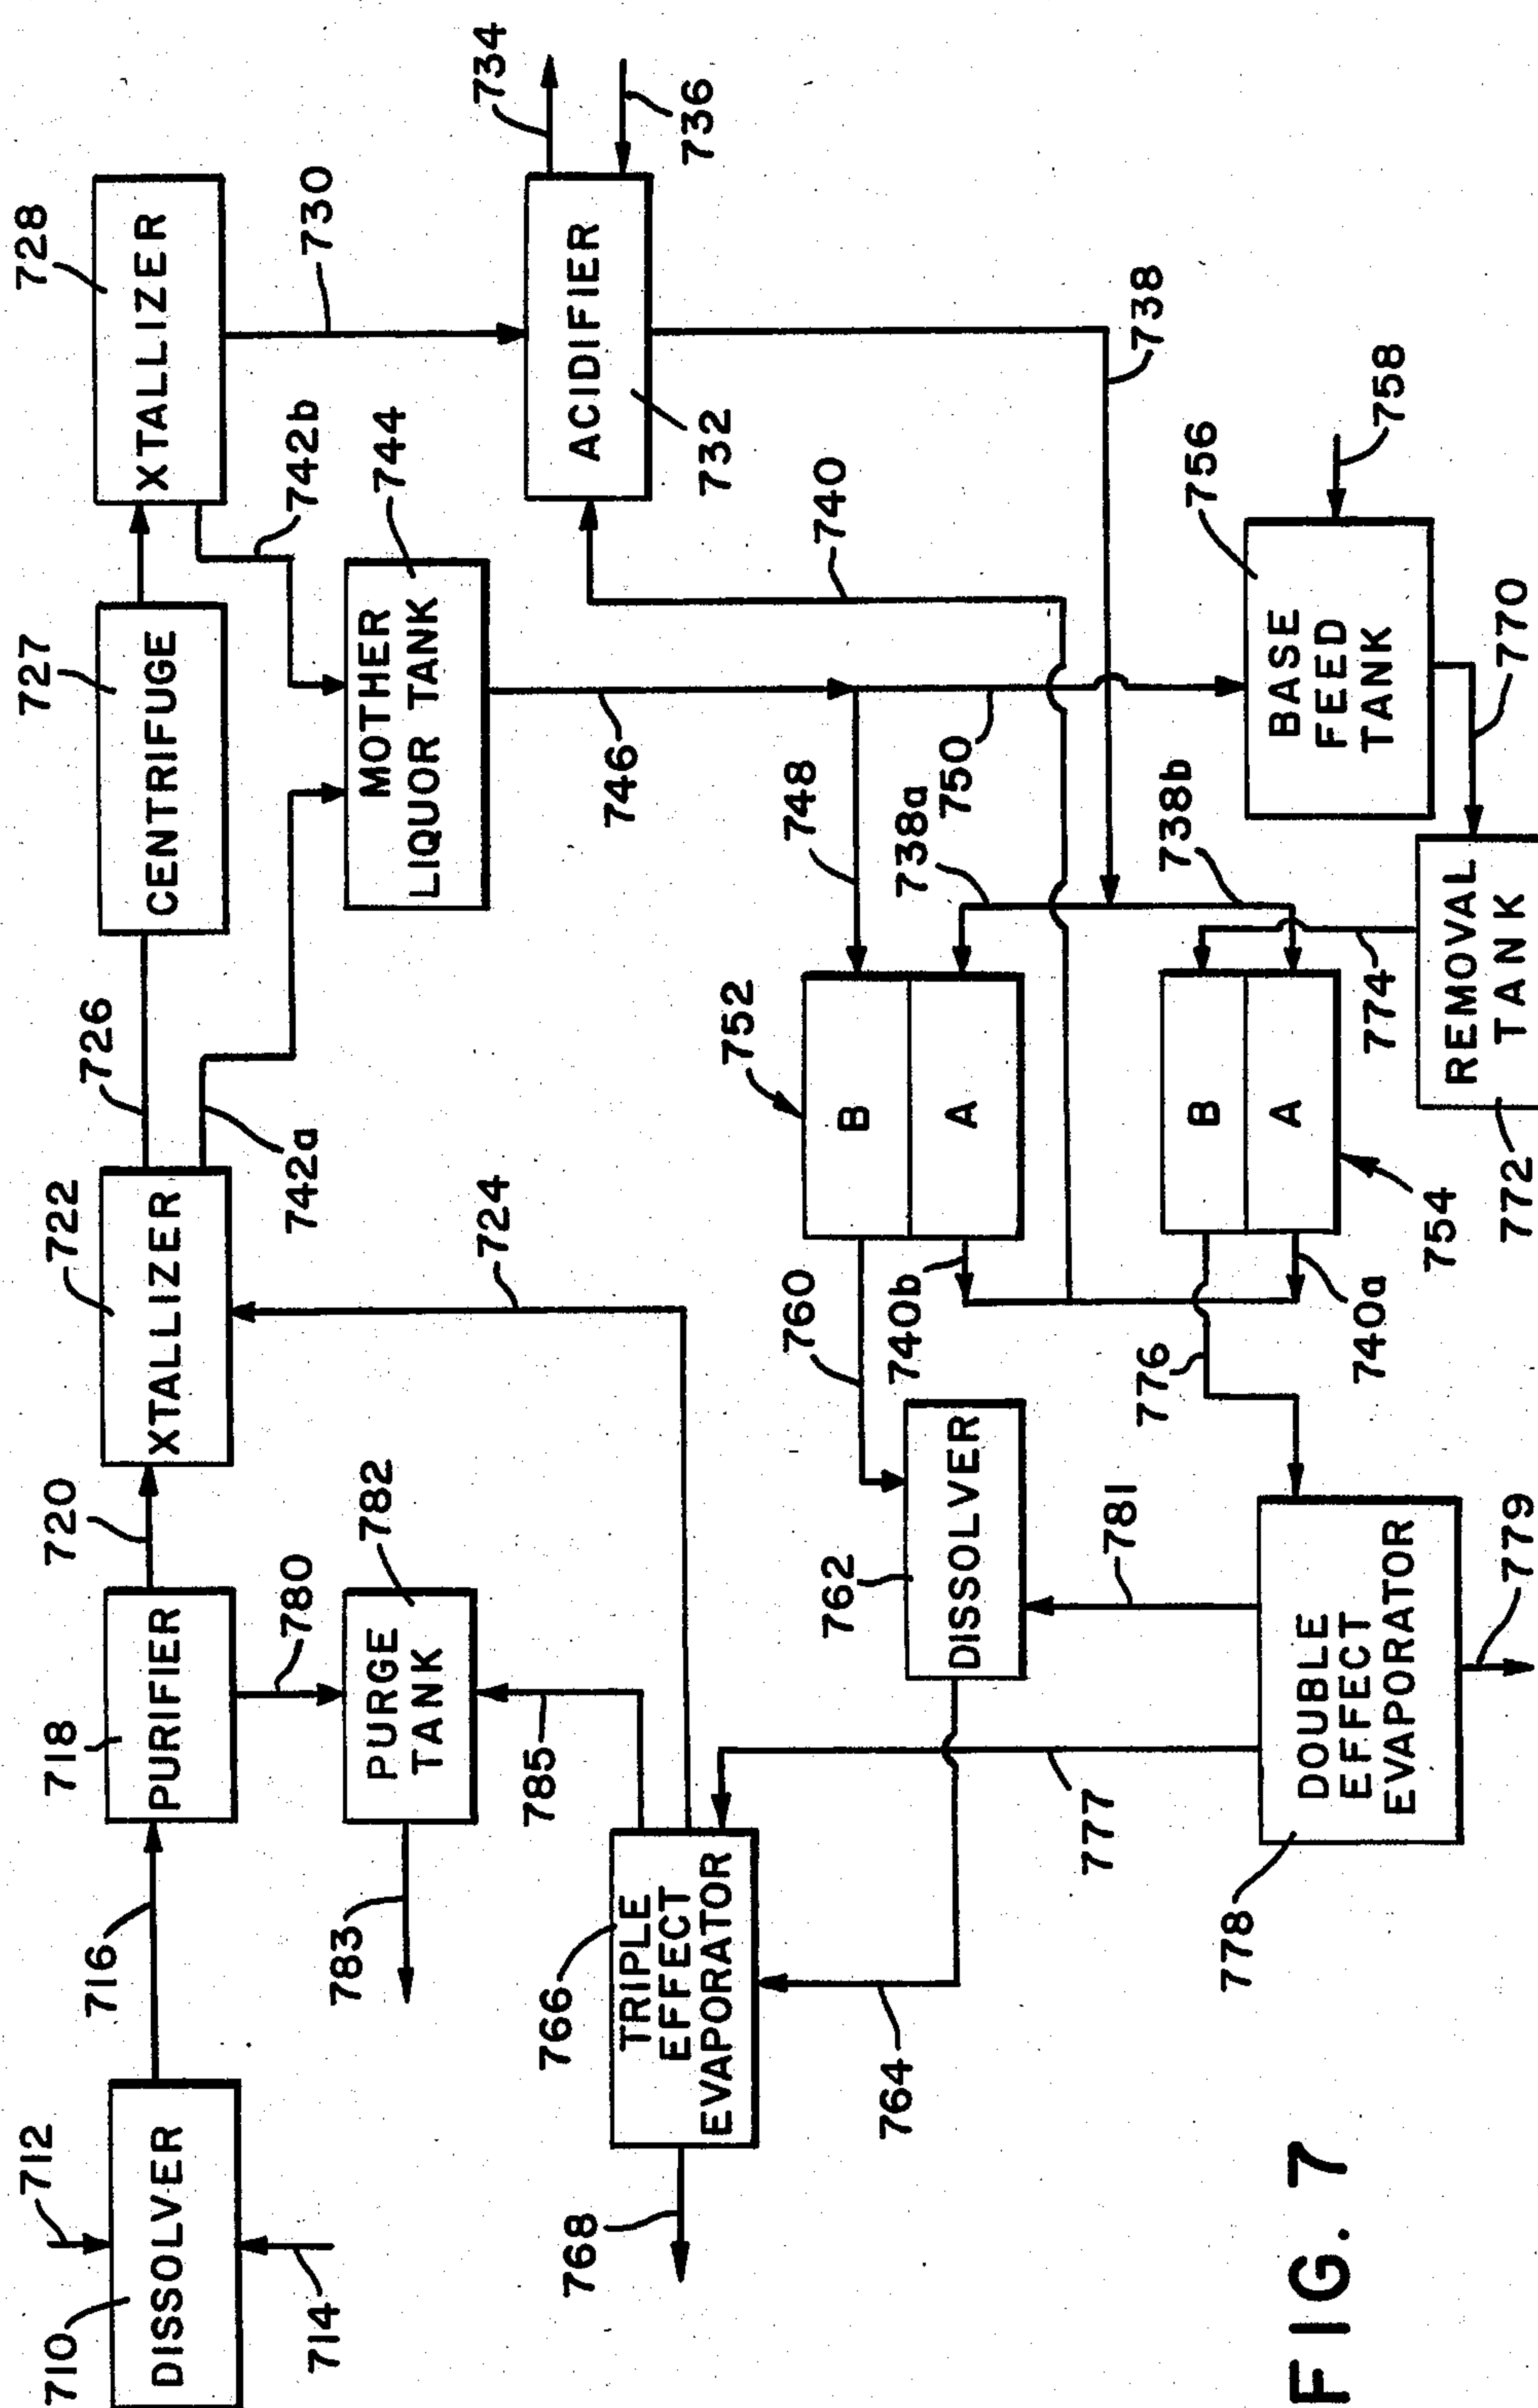 712
710
DISSOLVER
714
716
718
PURIFIER
720
722
XTALLIZER
726
727
CENTRIFUGE
728
XTALLIZER
780
782
PURGE
TANK
783
785
742a
742b
744
MOTHER
LIQUOR TANK
730
734
736
ACIDIFIER
732
724
746
740
738
766
TRIPLE
EFFECT
EVAPORATOR
768
764
762
DISSOLVER
760
752
B
A
748
738a
750
740b
777
781
776
740a
B
A
754
738b
774
756
BASE
FEED
TANK
758
770
772
REMOVAL
TANK
778
DOUBLE
EFFECT
EVAPORATOR
779
FIG. 7